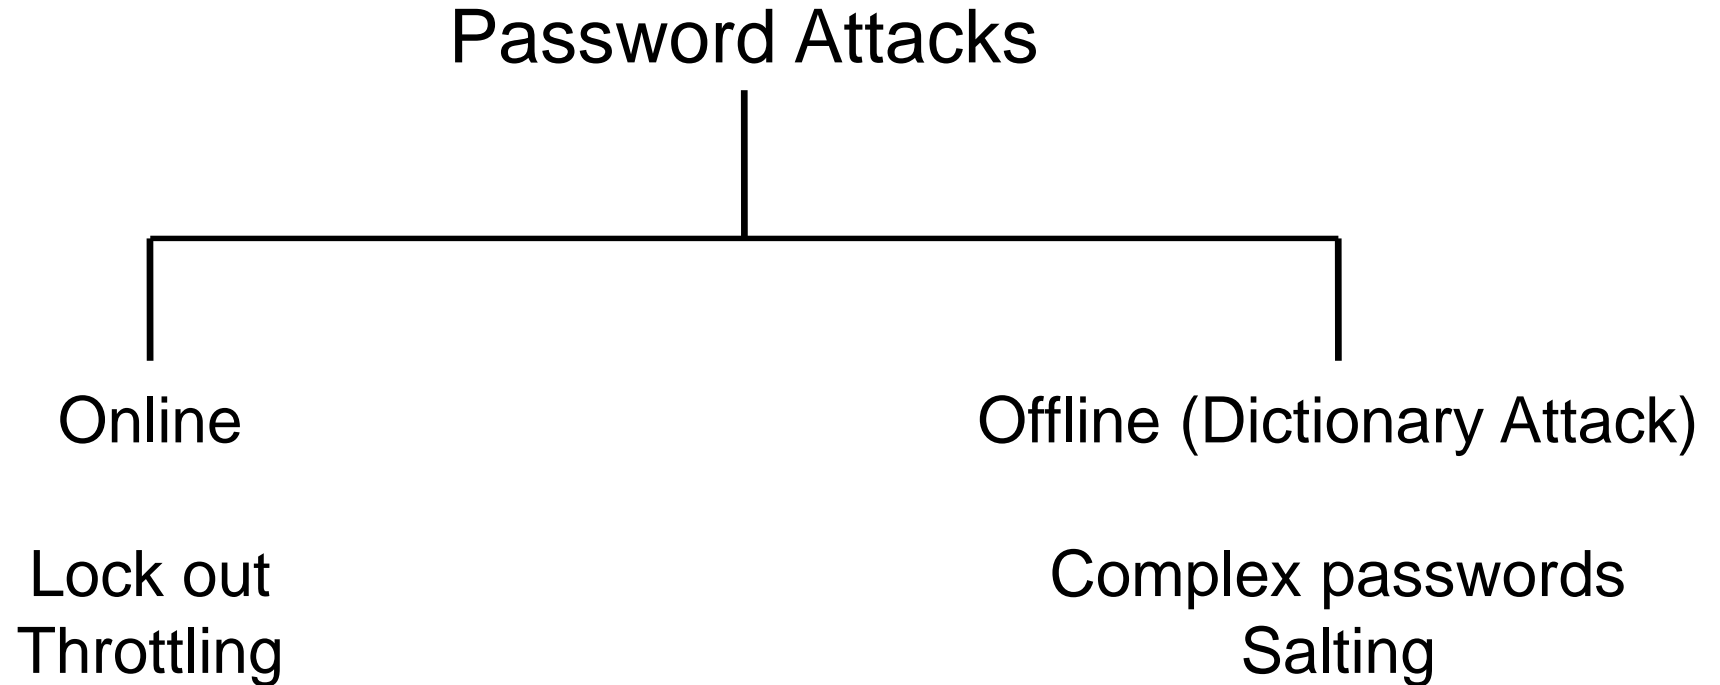 Password Attacks
Online
Offline (Dictionary Attack)
Lock out
Throttling
Complex passwords
Salting